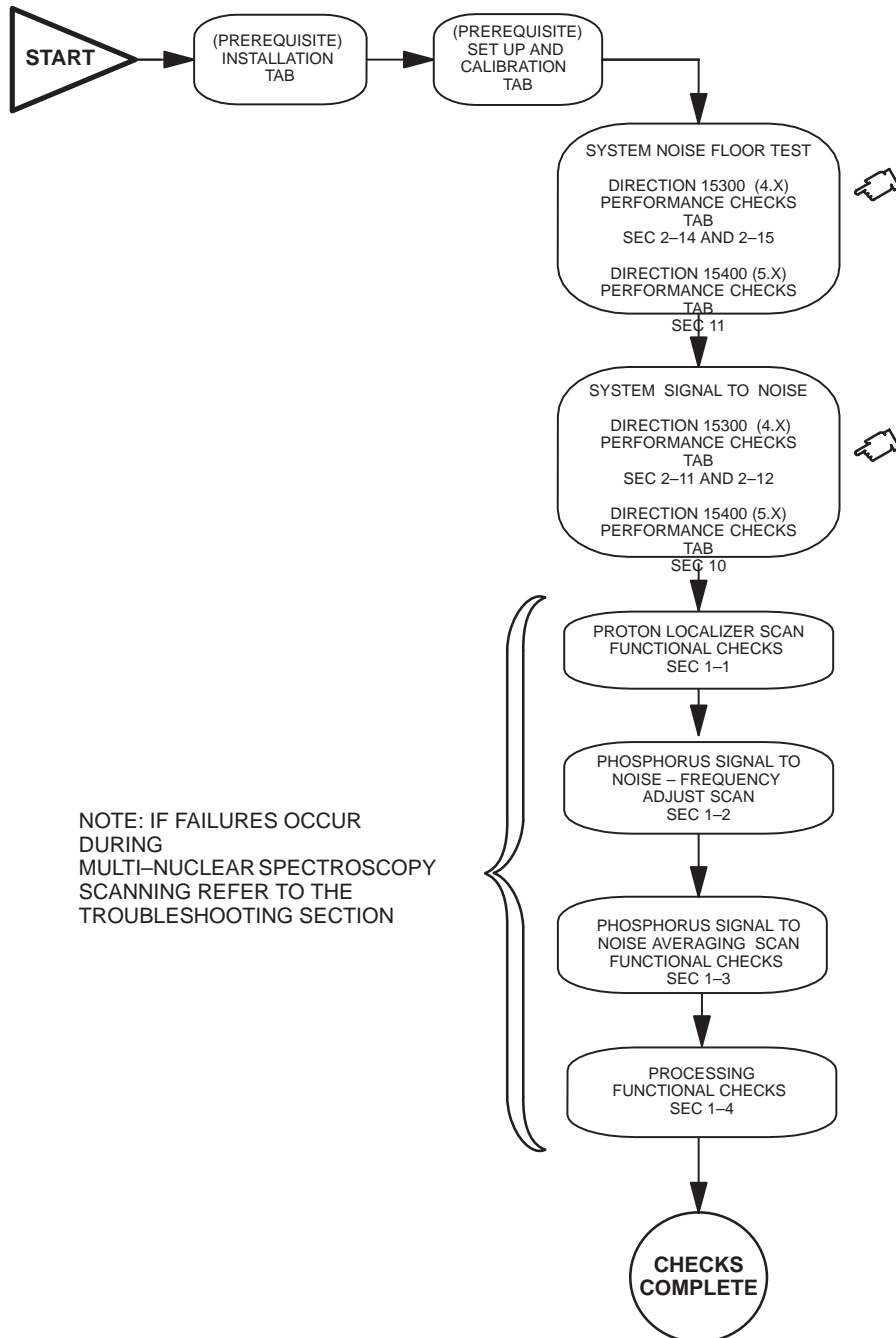 START
(PREREQUISITE)
INSTALLATION
TAB
(PREREQUISITE)
SET UP AND
CALIBRATION
TAB
SYSTEM NOISE FLOOR TEST
DIRECTION 15300 (4.X)
PERFORMANCE CHECKS
TAB
SEC 2–14 AND 2–15
DIRECTION 15400 (5.X)
PERFORMANCE CHECKS
TAB
SEC 11
SYSTEM SIGNAL TO NOISE
DIRECTION 15300 (4.X)
PERFORMANCE CHECKS
TAB
SEC 2–11 AND 2–12
DIRECTION 15400 (5.X)
PERFORMANCE CHECKS
TAB
SEC 10
PROTON LOCALIZER SCAN
FUNCTIONAL CHECKS
SEC 1–1
PHOSPHORUS SIGNAL TO
NOISE – FREQUENCY
ADJUST SCAN
SEC 1–2
NOTE: IF FAILURES OCCUR
DURING
MULTI–NUCLEAR SPECTROSCOPY
SCANNING REFER TO THE
TROUBLESHOOTING SECTION
PHOSPHORUS SIGNAL TO
NOISE AVERAGING SCAN
FUNCTIONAL CHECKS
SEC 1–3
PROCESSING
FUNCTIONAL CHECKS
SEC 1–4
CHECKS
COMPLETE